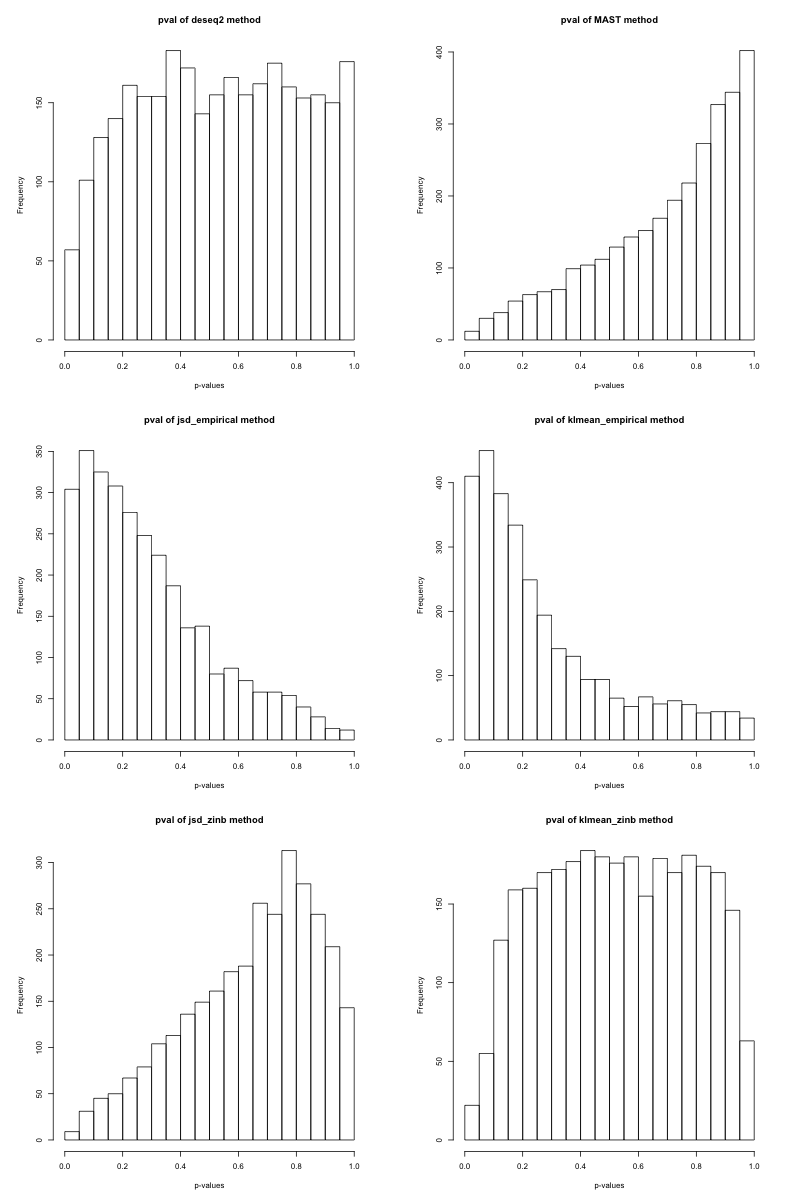 pval of deseq2 method
Frequency
0
50
100
150
0.0 0.2 0.4 0.6 0.8 1.0
p-values
pval of MAST method
Frequency
0
100
200
300
400
0.0 0.2 0.4 0.6 0.8 1.0
p-values
pval of jsd_empirical method
Frequency
0
50
100
150
200
250
300
350
0.0 0.2 0.4 0.6 0.8 1.0
p-values
pval of klmean_empirical method
Frequency
0
100
200
300
400
0.0 0.2 0.4 0.6 0.8 1.0
p-values
pval of jsd_zinb method
Frequency
0
50
100
150
200
250
300
0.0 0.2 0.4 0.6 0.8 1.0
p-values
pval of klmean_zinb method
Frequency
0
50
100
150
0.0 0.2 0.4 0.6 0.8 1.0
p-values